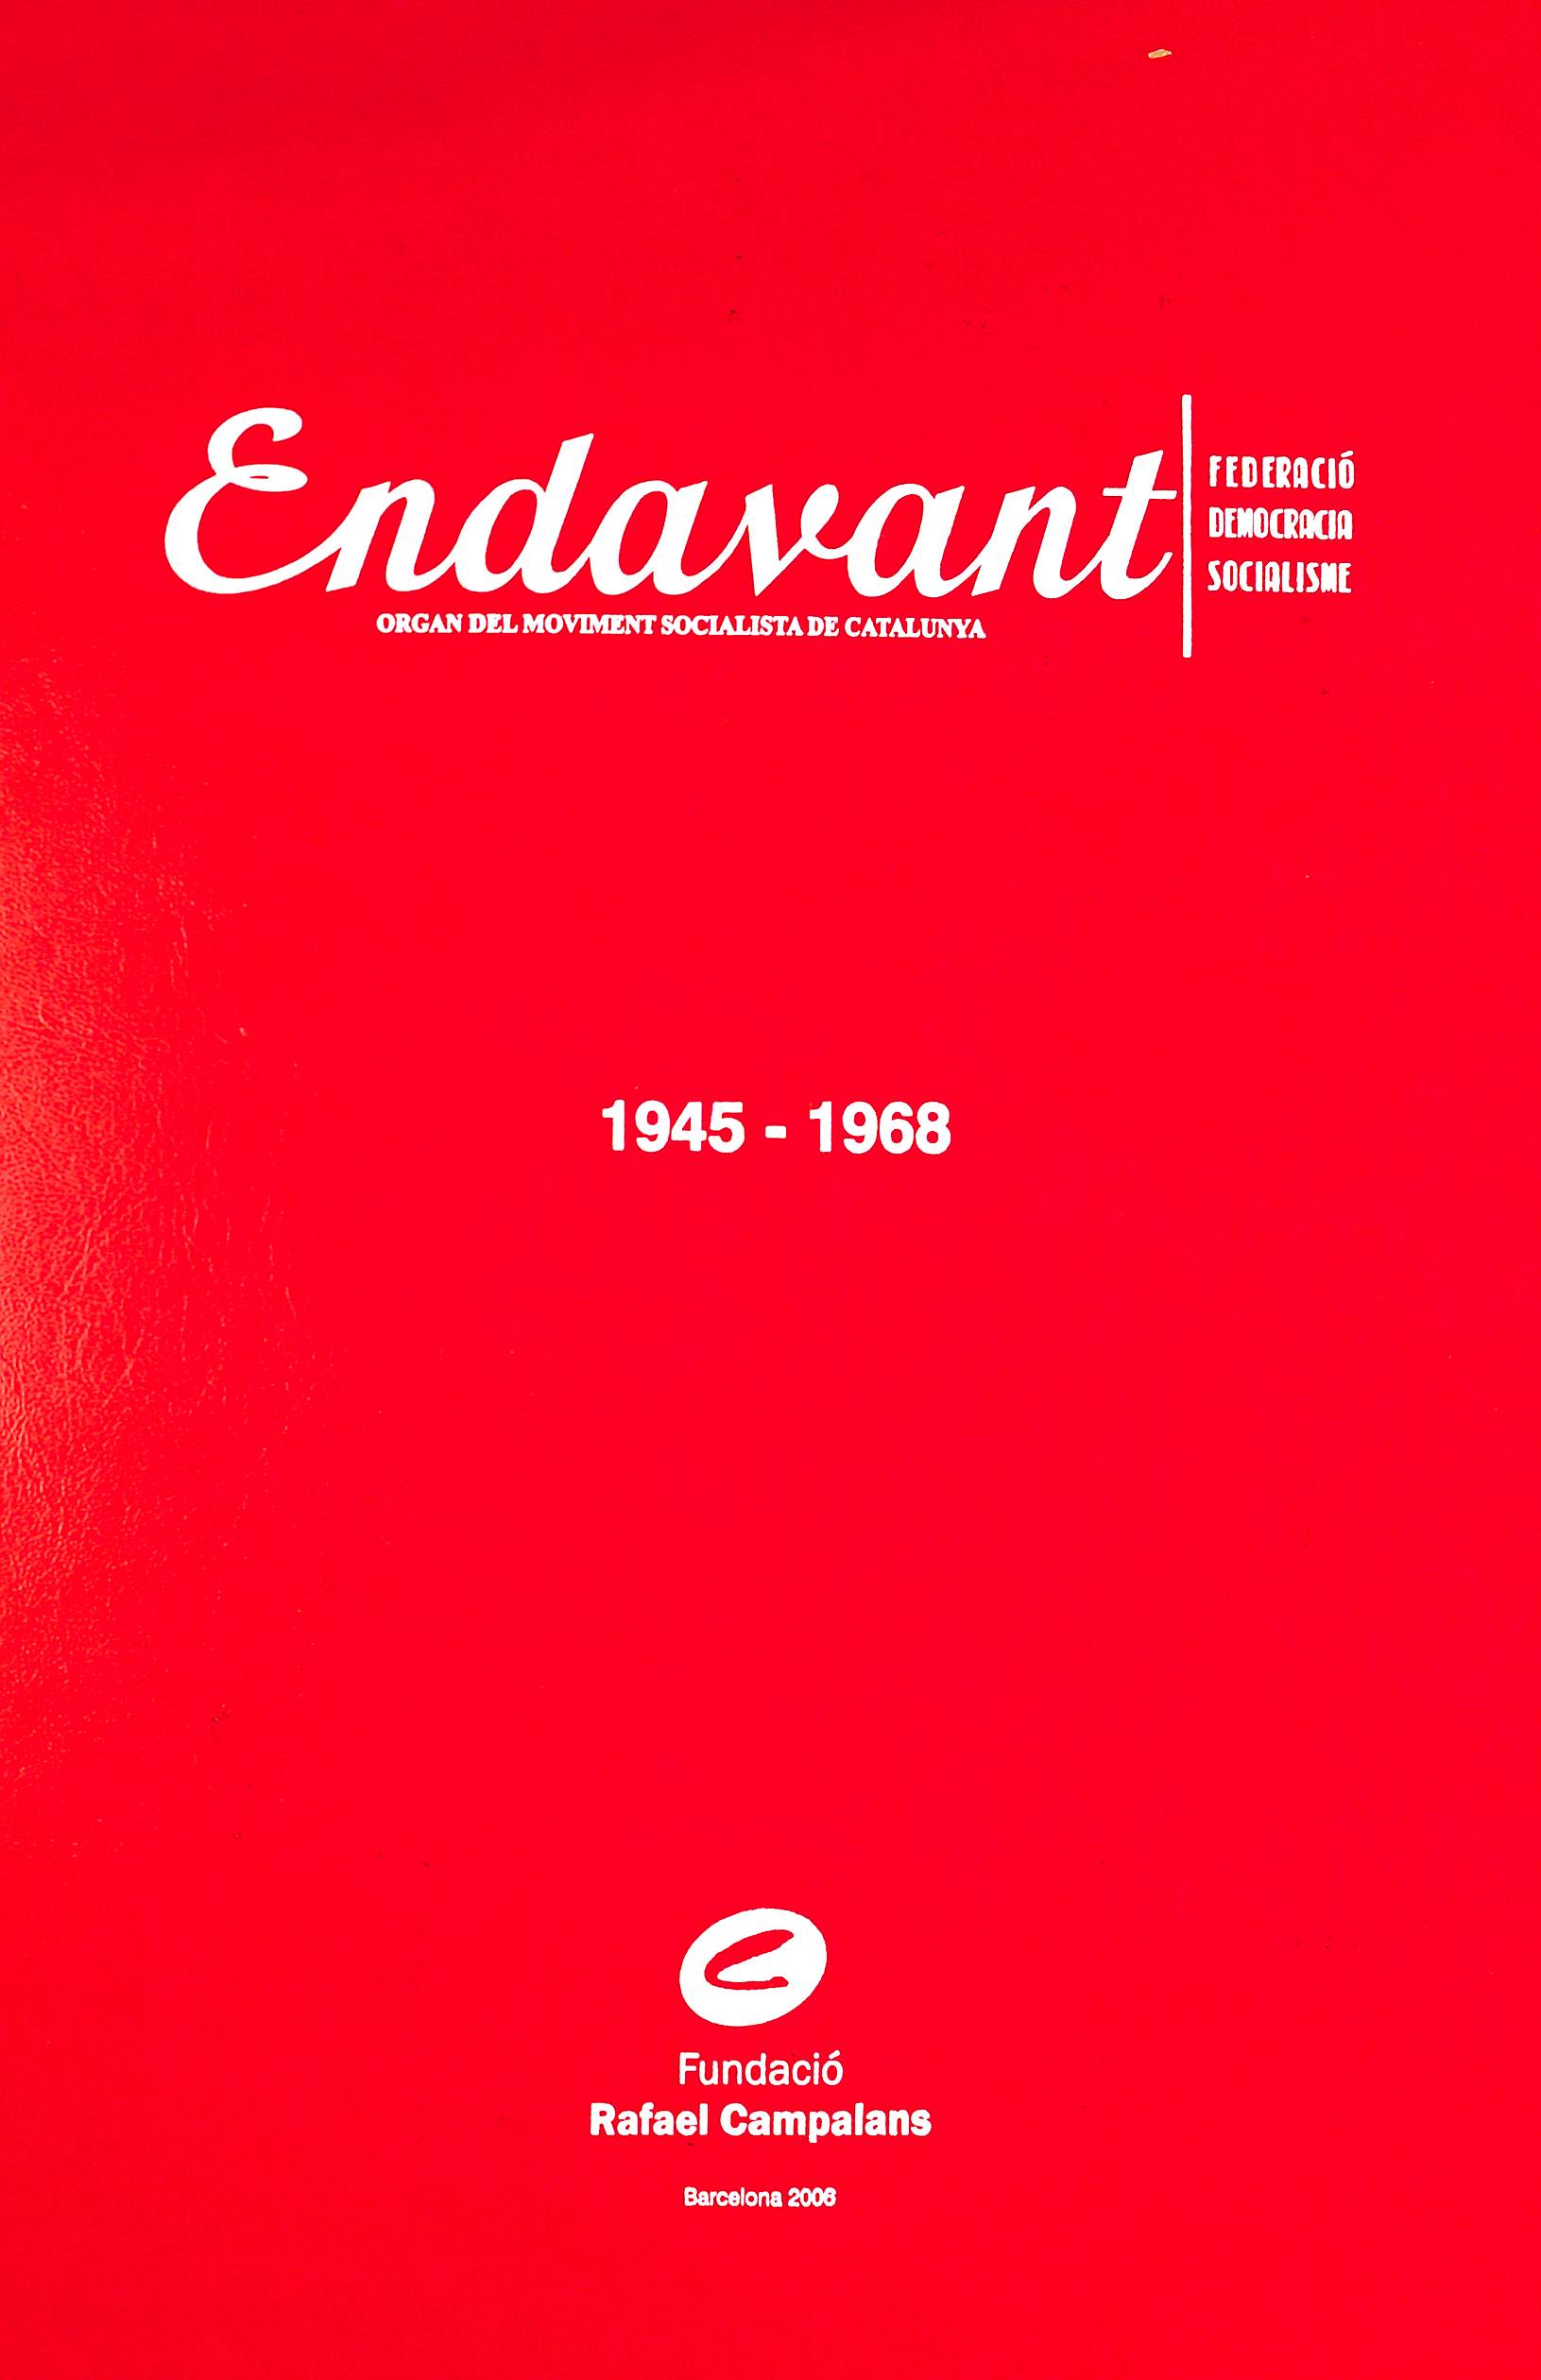 Endavant
FEDERACIÓ
DEMOCRACIA
SOCIALISME
ORGAN DEL MOVIMENT SOCIALISTA DE CATALUNYA
1945 - 1968
Fundació
Rafael Campalans
Barcelona 2006